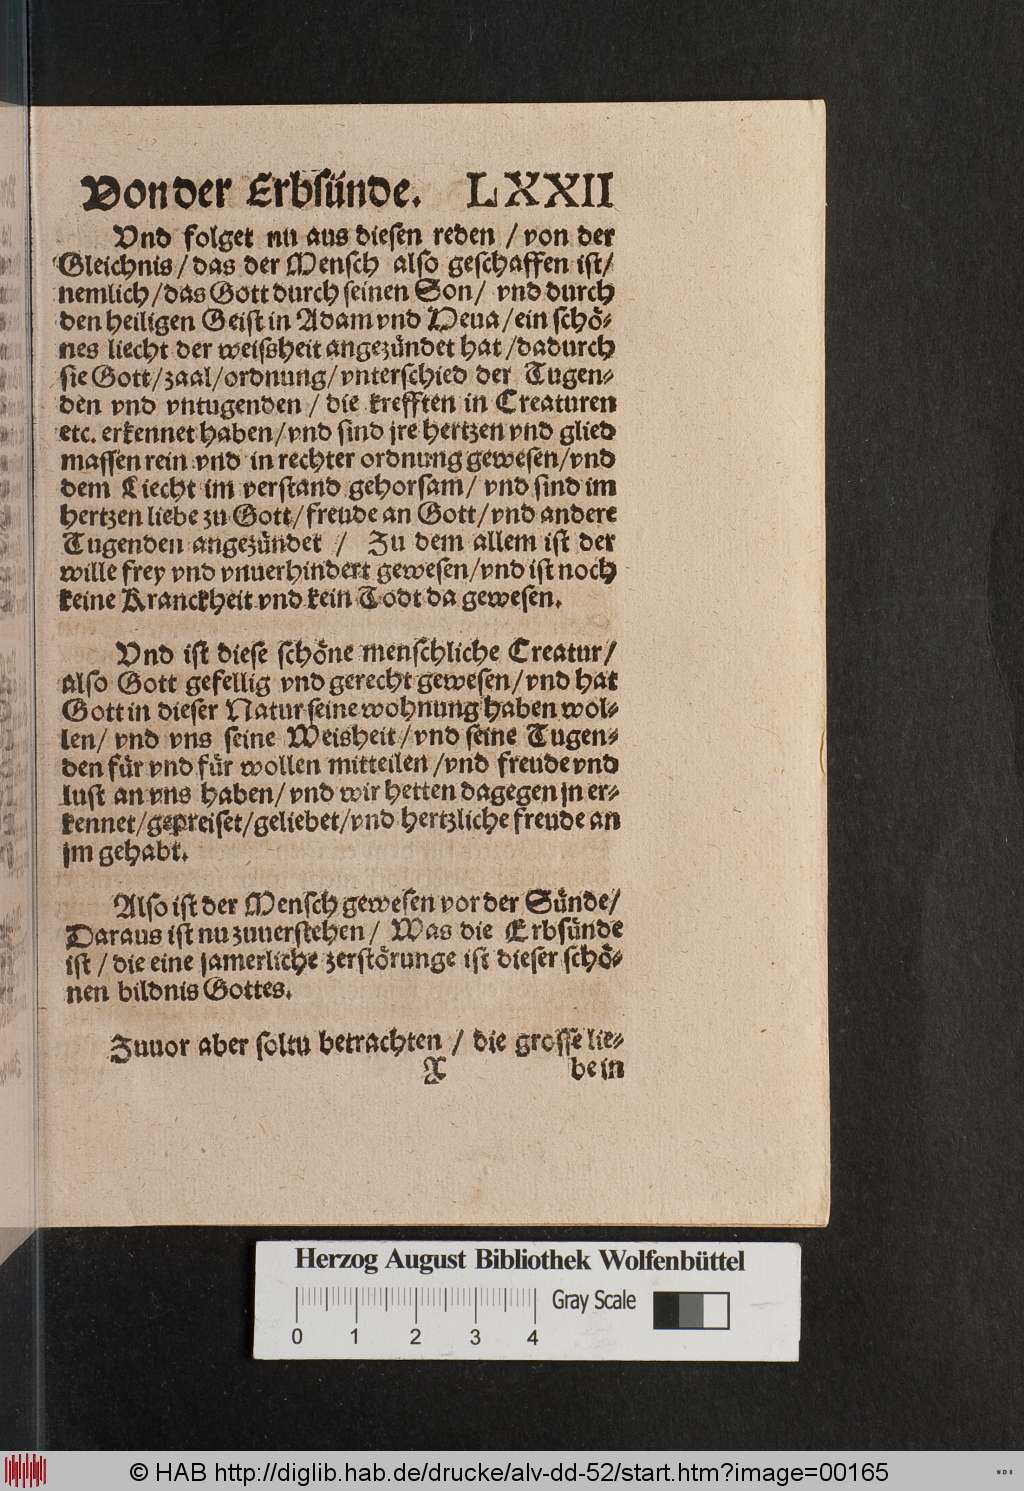 Von der Erbsünde. LXXII
Vnd folget nu aus diesen reden / von der
Gleichnis / das der Mensch also geschaffen ist /
nemlich / das Gott durch seinen Son / vnd durch
den heiligen Geist in Adam vnd Heua / ein schö-
nes liecht der weissheit angezündet hat / dadurch
sie Gott / zaal / ordnung / vnterschied der Tugen-
den vnd vntugenden / die krefften in Creaturen
etc. erkennet haben / vnd sind jre hertzen vnd glied
massen rein vnd in rechter ordnung gewesen / vnd
dem Liecht im verstand gehorsam / vnd sind im
hertzen liebe zu Gott / freude an Gott / vnd andere
Tugenden angezündet / Zu dem allem ist der
wille frey vnd vnuerhindert gewesen / vnd ist noch
keine Kranckheit vnd kein Todt da gewesen.
Vnd ist diese schöne menschliche Creatur /
also Gott gefellig vnd gerecht gewesen / vnd hat
Gott in dieser Natur seine wohnung haben wol-
len / vnd vns seine Weisheit / vnd seine Tugen-
den für vnd für wollen mitteilen / vnd freude vnd
lust an vns haben / vnd wir hetten dagegen jn er-
kennet / gepreiset / geliebet / vnd hertzliche freude an
jm gehabt.
Also ist der Mensch gewesen vor der Sünde /
Daraus ist nu zuuerstehen / Was die Erbsünde
ist / die eine jamerliche zerstörunge ist dieser schö-
nen bildnis Gottes.
Zuuor aber soltu betrachten / die grosse lie-
X be in
Herzog August Bibliothek Wolfenbüttel
0 1 2 3 4 Gray Scale
© HAB http://diglib.hab.de/drucke/alv-dd-52/start.htm?image=00165